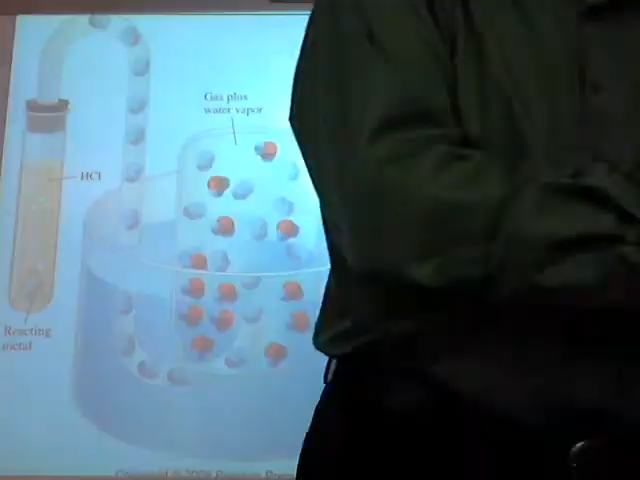 Gas plus
water vapor
HCl
Reacting
metal